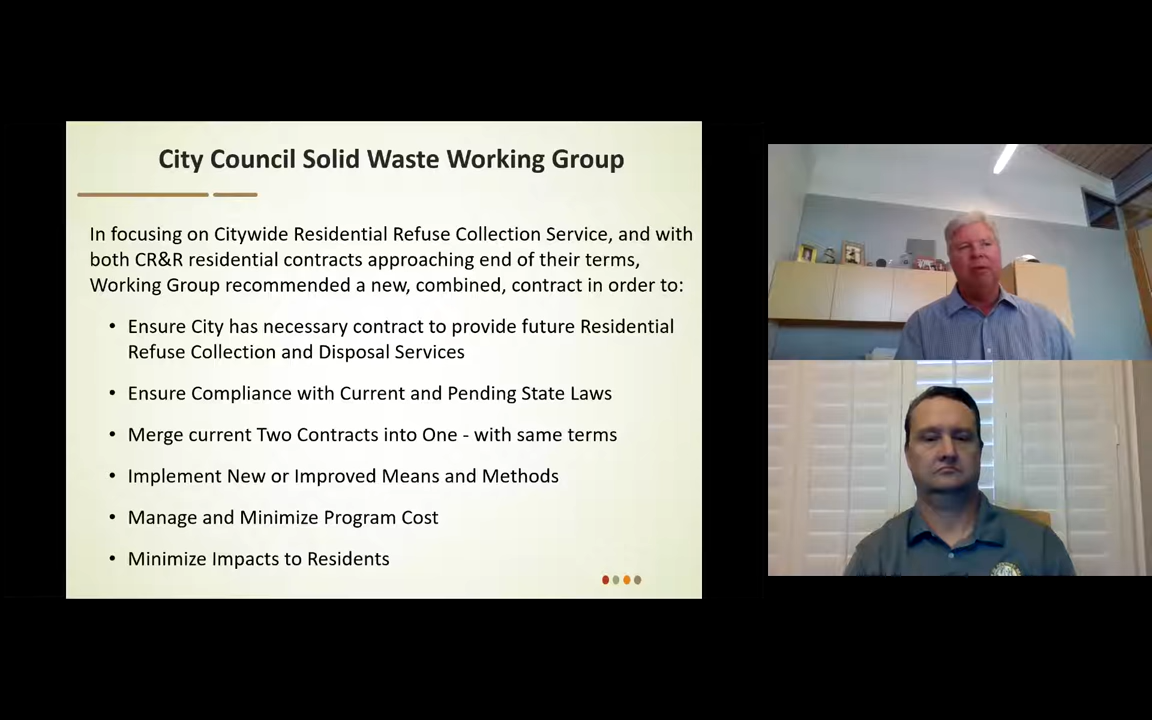 City Council Solid Waste Working Group
In focusing on Citywide Residential Refuse Collection Service, and with
both CR&R residential contracts approaching end of their terms,
Working Group recommended a new, combined, contract in order to:
• Ensure City has necessary contract to provide future Residential
Refuse Collection and Disposal Services
• Ensure Compliance with Current and Pending State Laws
• Merge current Two Contracts into One - with same terms
• Implement New or Improved Means and Methods
• Manage and Minimize Program Cost
• Minimize Impacts to Residents